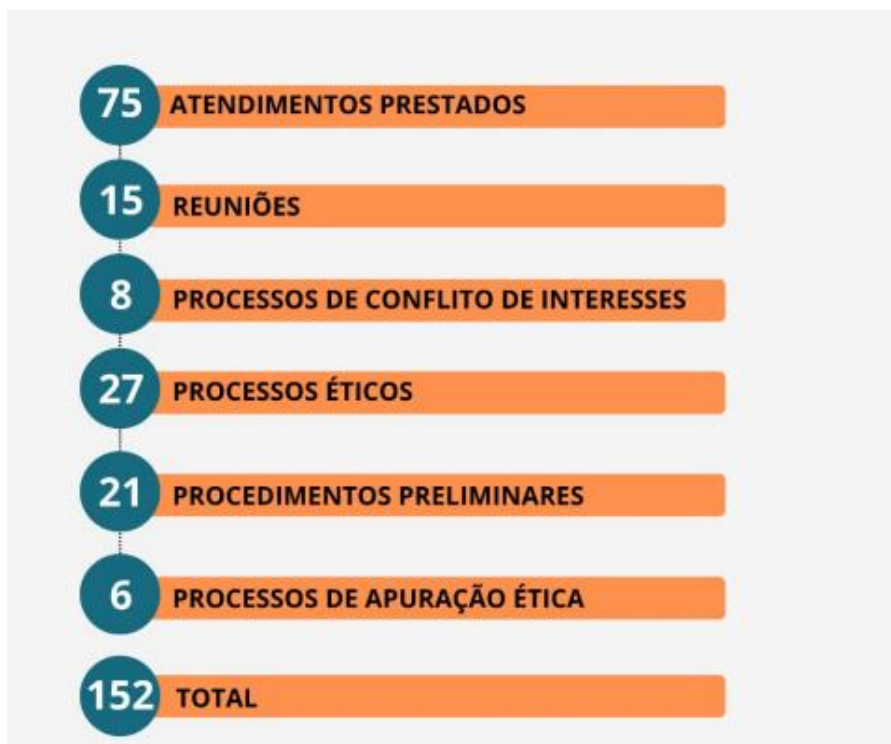 75 ATENDIMENTOS PRESTADOS
15 REUNIÕES
8 PROCESSOS DE CONFLITO DE INTERESSES
27 PROCESSOS ÉTICOS
21 PROCEDIMENTOS PRELIMINARES
6 PROCESSOS DE APURAÇÃO ÉTICA
152 TOTAL